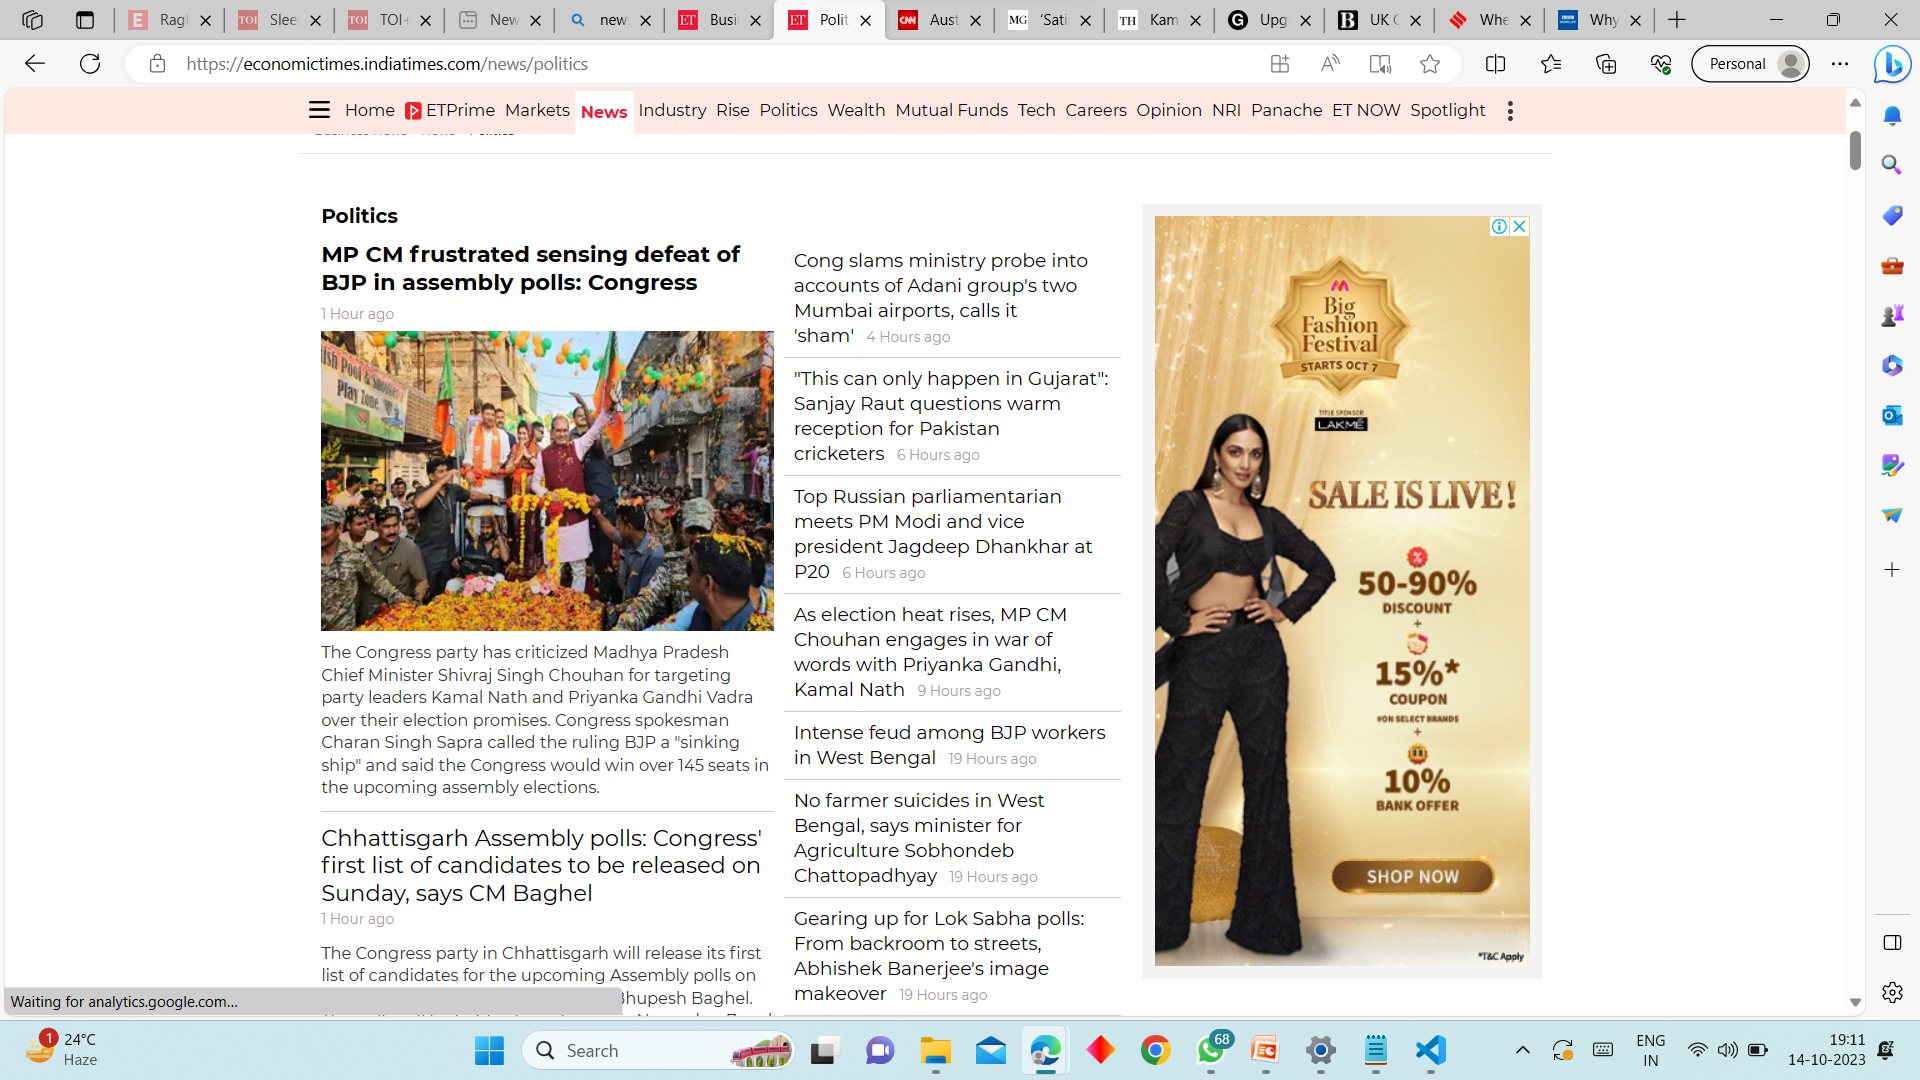 Ragl
TOI
Slee
TOI
TOI+
New
news
ET
Busi
ET
Polit
CNN
Aust
MG
'Sati
TH
Kam
G
Upg
B
UK
Whe
Why
https://economictimes.indiatimes.com/news/politics
Personal
Home ETPrime Markets News Industry Rise Politics Wealth Mutual Funds Tech Careers Opinion NRI Panache ET NOW Spotlight
Politics
MP CM frustrated sensing defeat of
BJP in assembly polls: Congress
1 Hour ago
Play Zone
The Congress party has criticized Madhya Pradesh
Chief Minister Shivraj Singh Chouhan for targeting
party leaders Kamal Nath and Priyanka Gandhi Vadra
over their election promises. Congress spokesman
Charan Singh Sapra called the ruling BJP a "sinking
ship" and said the Congress would win over 145 seats in
the upcoming assembly elections.
Chhattisgarh Assembly polls: Congress'
first list of candidates to be released on
Sunday, says CM Baghel
1 Hour ago
The Congress party in Chhattisgarh will release its first
list of candidates for the upcoming Assembly polls on
Bhupesh Baghel.
Cong slams ministry probe into
accounts of Adani group's two
Mumbai airports, calls it
'sham' 4 Hours ago
"This can only happen in Gujarat":
Sanjay Raut questions warm
reception for Pakistan
cricketers 6 Hours ago
Top Russian parliamentarian
meets PM Modi and vice
president Jagdeep Dhankhar at
P20 6 Hours ago
As election heat rises, MP CM
Chouhan engages in war of
words with Priyanka Gandhi,
Kamal Nath 9 Hours ago
Intense feud among BJP workers
in West Bengal 19 Hours ago
No farmer suicides in West
Bengal, says minister for
Agriculture Sobhondeb
Chattopadhyay 19 Hours ago
Gearing up for Lok Sabha polls:
From backroom to streets,
Abhishek Banerjee's image
makeover 19 Hours ago
Big
Fashion
Festival
STARTS OCT 7
TITLE SPONSOR
LAKMÉ
SALE IS LIVE!
%
50-90%
DISCOUNT
+
15%*
COUPON
#ON SELECT BRANDS
+
10%
BANK OFFER
SHOP NOW
*T&C Apply
Waiting for analytics.google.com...
1
24°C
Haze
Search
68
ENG
IN
19:11
14-10-2023